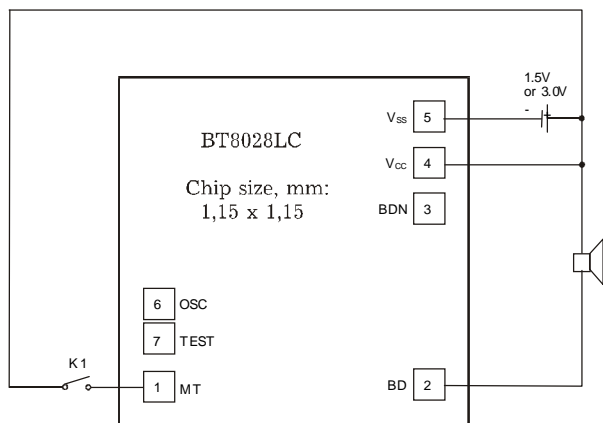 1.5V
or 3.0V
- +
VSS 5
BT8028LC
VCC 4
Chip size, mm:
1,15 x 1,15
BDN 3
6 OSC
7 TEST
K1
1 MT
BD 2